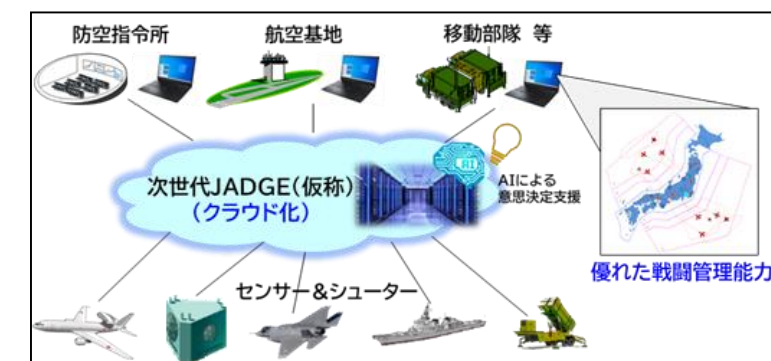 防空指令所
航空基地
移動部隊 等
次世代JADGE(仮称)
(クラウド化)
AI
AIによる
意思決定支援
優れた戦闘管理能力
センサー＆シューター